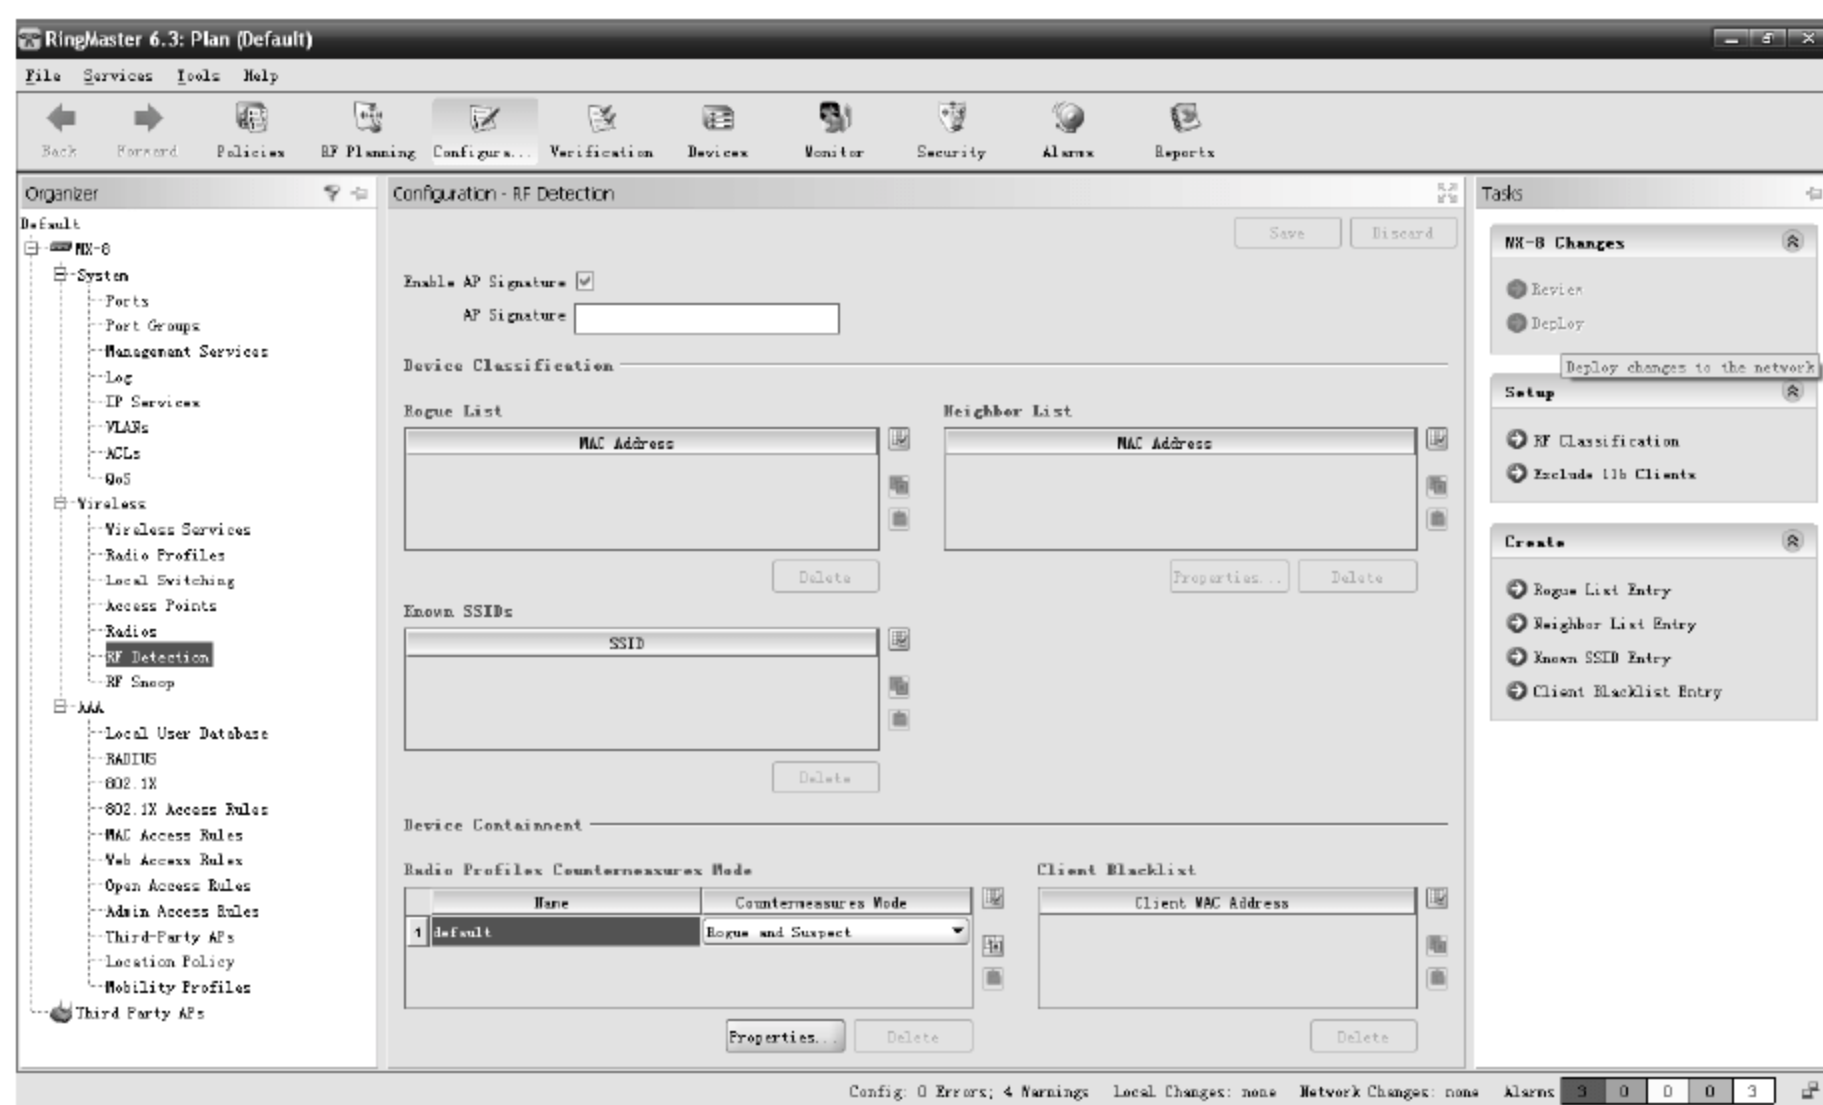 RingMaster 6.3: Plan (Default)
File Services Tools Help
Back Forward Policies RF Planning Configura... Verification Devices Monitor Security Alarms Reports
Organizer
Default
MX-8
System
Ports
Port Groups
Management Services
Log
IP Services
VLANs
ACLs
QoS
Wireless
Wireless Services
Radio Profiles
Local Switching
Access Points
Radios
RF Detection
RF Snoop
AAA
Local User Database
RADIUS
802.1X
802.1X Access Rules
MAC Access Rules
Web Access Rules
Open Access Rules
Admin Access Rules
Third-Party APs
Location Policy
Mobility Profiles
Third Party APs
Configuration - RF Detection
Save Discard
Enable AP Signature
AP Signature
Device Classification
Rogue List
MAC Address
Delete
Neighbor List
MAC Address
Properties... Delete
Known SSIDs
SSID
Delete
Device Containment
Radio Profiles Countermeasures Mode
Name Countermeasures Mode
1 default Rogue and Suspect
Properties... Delete
Client Blacklist
Client MAC Address
Delete
Tasks
MX-8 Changes
Review
Deploy
Deploy changes to the network
Setup
RF Classification
Exclude 11b Clients
Create
Rogue List Entry
Neighbor List Entry
Known SSID Entry
Client Blacklist Entry
Config: 0 Errors; 4 Warnings Local Changes: none Network Changes: none Alarms 3 0 0 0 3